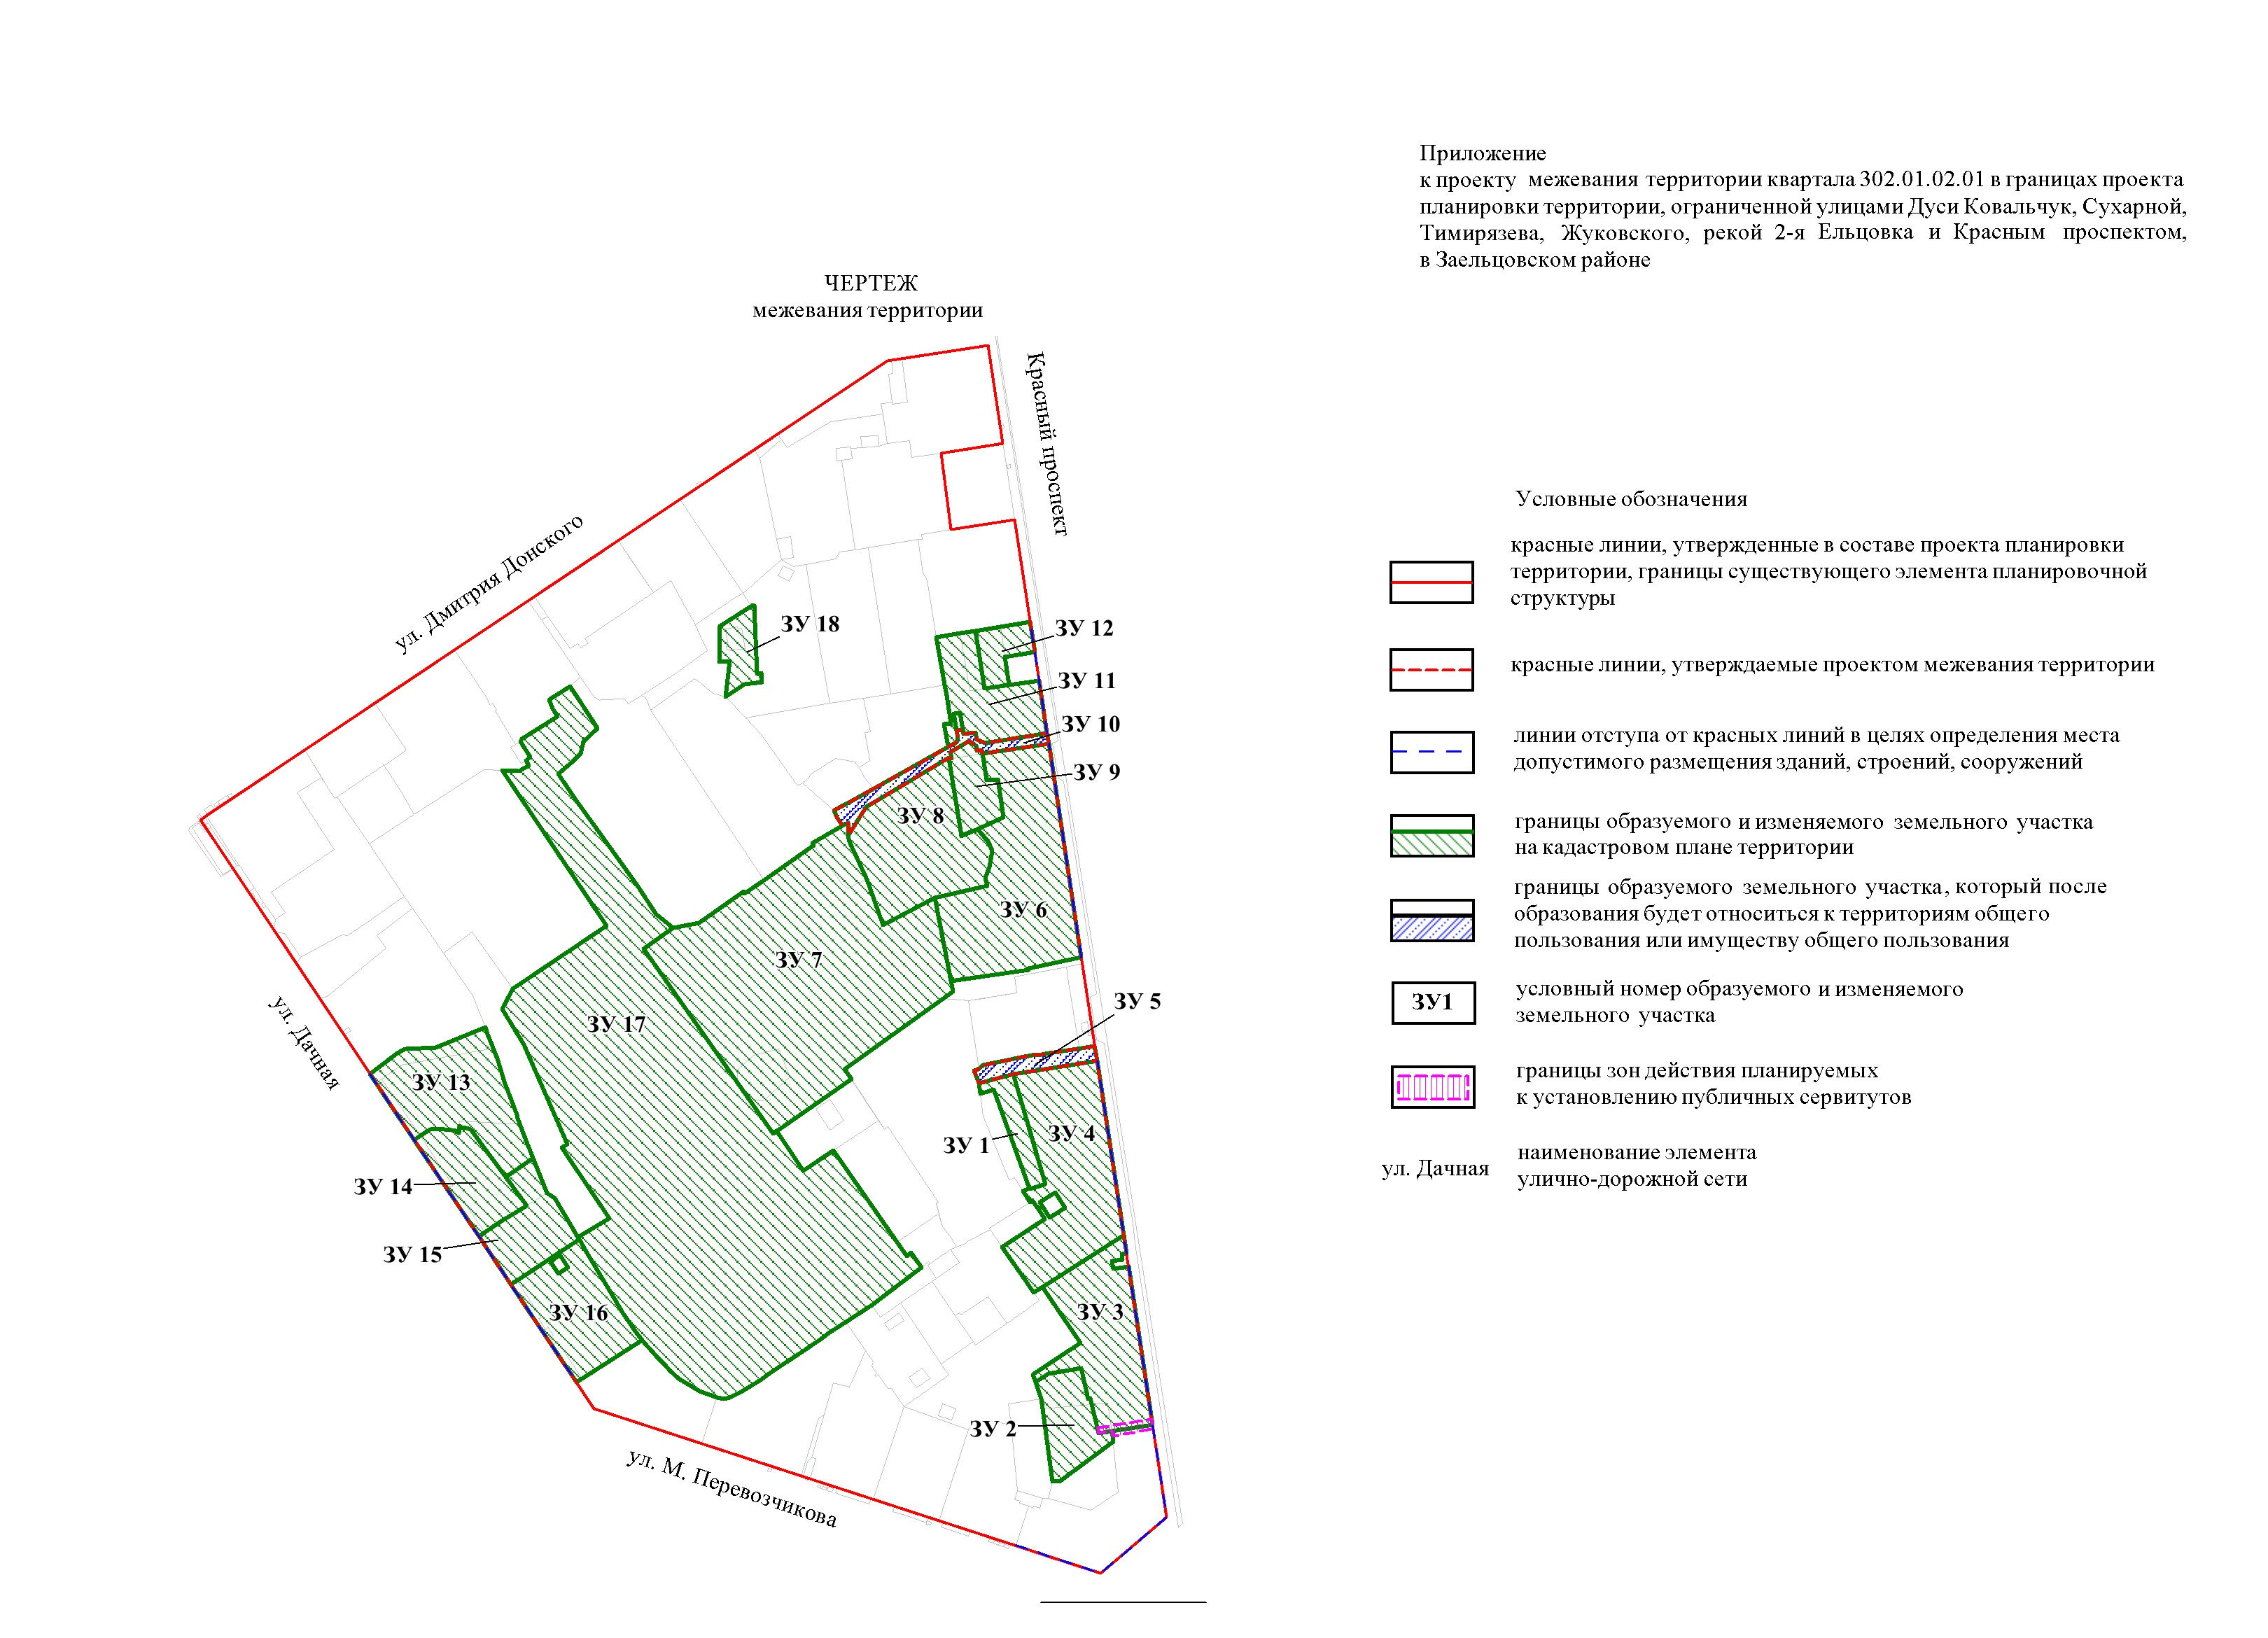 Приложение
к проекту межевания территории квартала 302.01.02.01 в границах проекта
планировки территории, ограниченной улицами Дуси Ковальчук, Сухарной,
Тимирязева, Жуковского, рекой 2-я Ельцовка и Красным проспектом,
в Заельцовском районе
ЧЕРТЕЖ
межевания территории
Красный проспект
ул. Дмитрия Донского
ЗУ 18
ЗУ 12
ЗУ 11
ЗУ 10
ЗУ 9
ЗУ 8
ЗУ 6
ЗУ 7
ЗУ 5
ЗУ 17
ул. Дачная
ЗУ 13
ЗУ 4
ЗУ 1
ЗУ 14
ЗУ 15
ЗУ 16
ЗУ 3
ЗУ 2
ул. М. Перевозчикова
Условные обозначения
красные линии, утвержденные в составе проекта планировки
территории, границы существующего элемента планировочной
структуры
красные линии, утверждаемые проектом межевания территории
линии отступа от красных линий в целях определения места
допустимого размещения зданий, строений, сооружений
границы образуемого и изменяемого земельного участка
на кадастровом плане территории
границы образуемого земельного участка, который после
образования будет относиться к территориям общего
пользования или имуществу общего пользования
ЗУ1
условный номер образуемого и изменяемого
земельного участка
границы зон действия планируемых
к установлению публичных сервитутов
ул. Дачная
наименование элемента
улично-дорожной сети